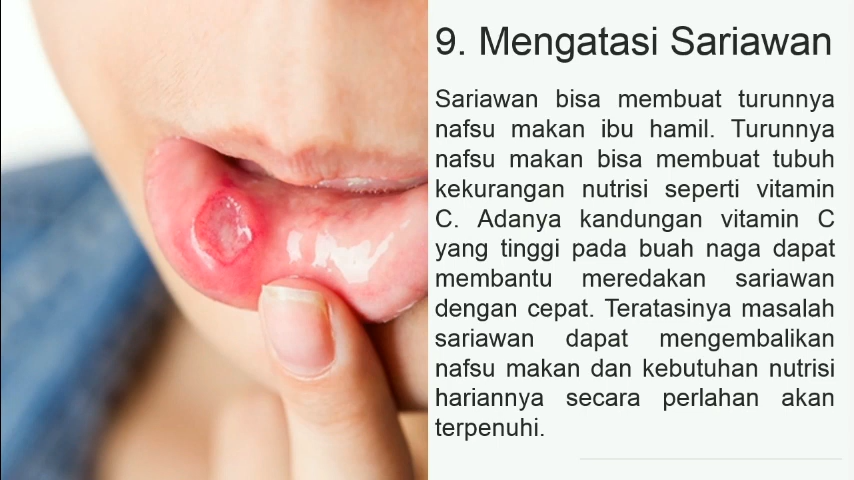 9. Mengatasi Sariawan
Sariawan bisa membuat turunnya
nafsu makan ibu hamil. Turunnya
nafsu makan bisa membuat tubuh
kekurangan nutrisi seperti vitamin
C. Adanya kandungan vitamin C
yang tinggi pada buah naga dapat
membantu meredakan sariawan
dengan cepat. Teratasinya masalah
sariawan dapat mengembalikan
nafsu makan dan kebutuhan nutrisi
hariannya secara perlahan akan
terpenuhi.